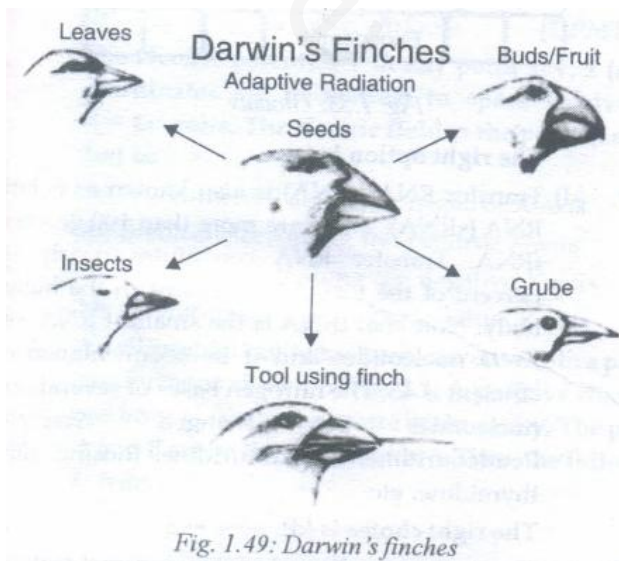 Leaves
Darwin's Finches
Buds/Fruit
Adaptive Radiation
Seeds
Insects
Grube
Tool using finch
Fig. 1.49: Darwin's finches